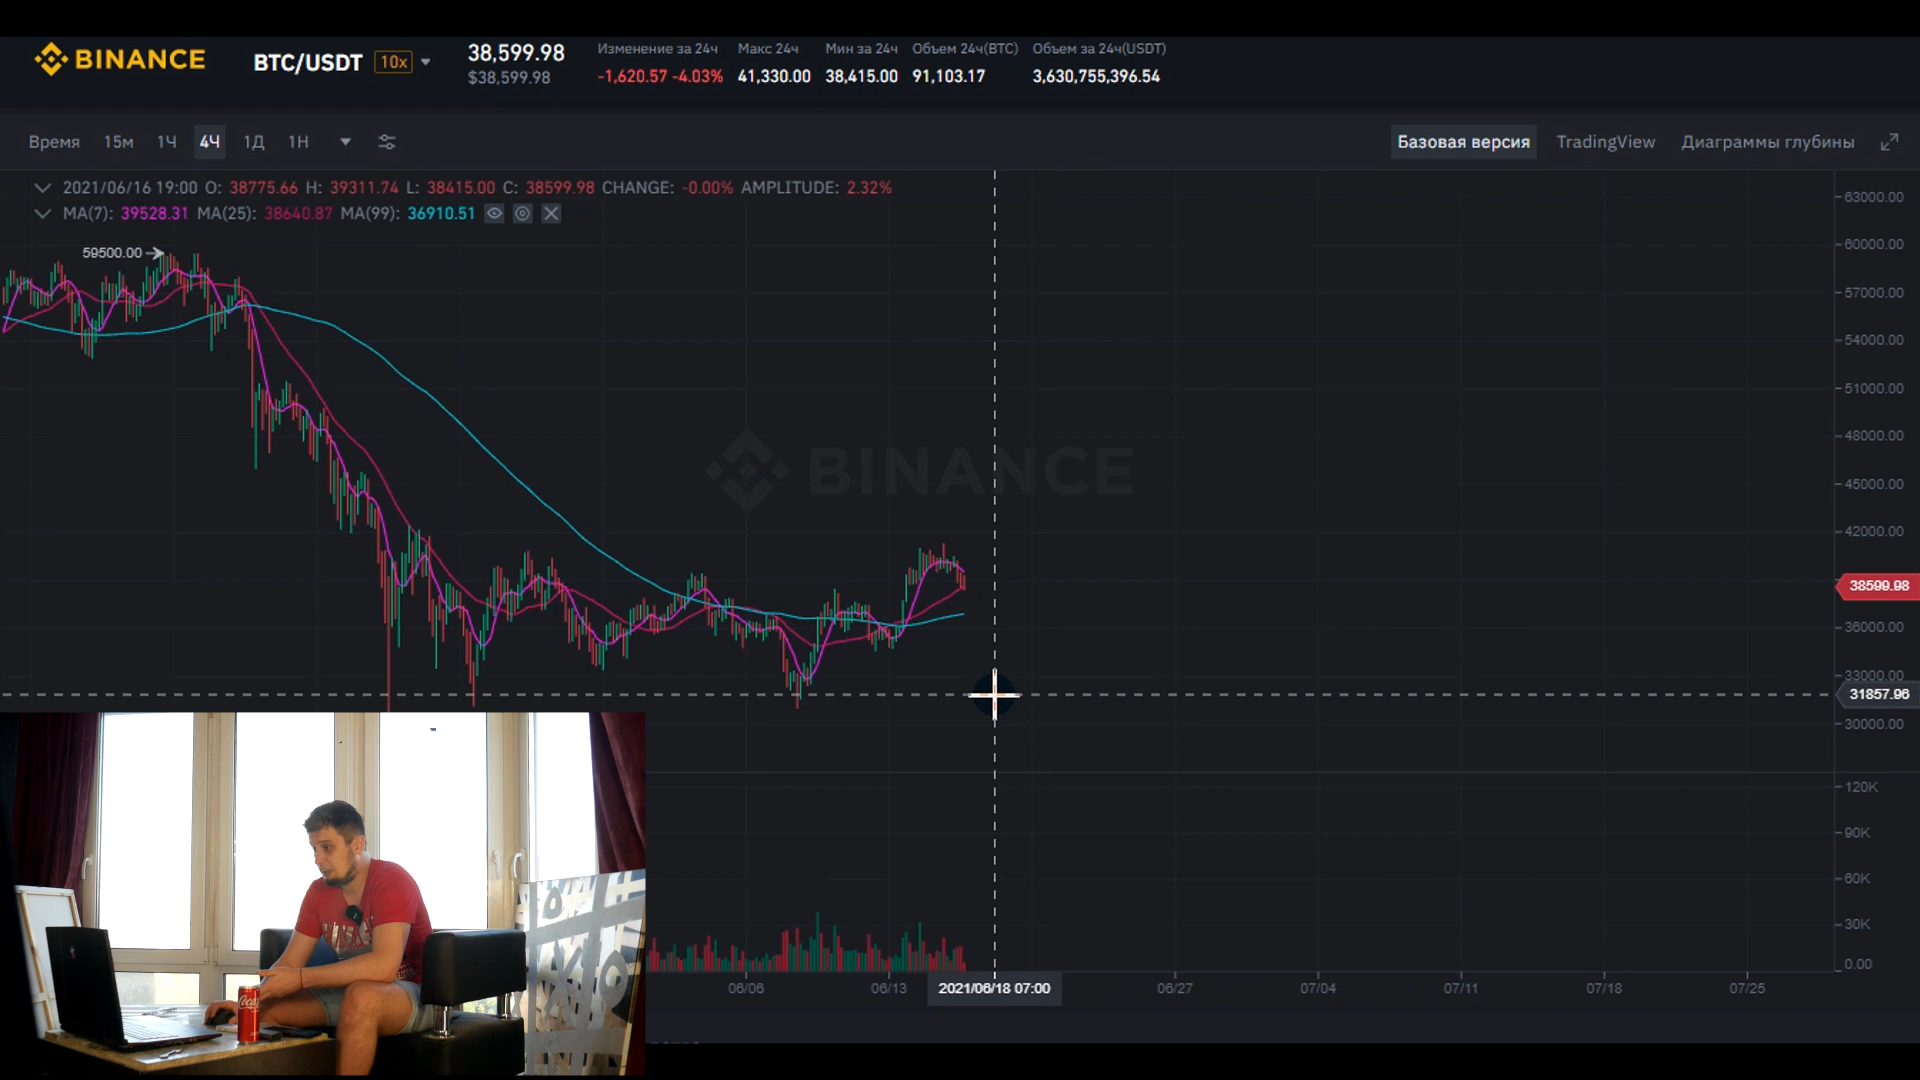 BINANCE
BTC/USDT 10x
38,599.98
$38,599.98
Изменение за 24ч Макс 24ч Мин за 24ч Объем 24ч(BTC) Объем за 24ч(USDT)
-1,620.57 -4.03% 41,330.00 38,415.00 91,103.17 3,630,755,396.54
Время 15м 1Ч 4Ч 1Д 1Н
Базовая версия TradingView Диаграммы глубины
2021/06/16 19:00 O: 38775.66 H: 39311.74 L: 38415.00 C: 38599.98 CHANGE: -0.00% AMPLITUDE: 2.32%
MA(7): 39528.31 MA(25): 38640.87 MA(99): 36910.51
59500.00
BINANCE
63000.00
60000.00
57000.00
54000.00
51000.00
48000.00
45000.00
42000.00
38599.98
36000.00
33000.00
31857.96
30000.00
120K
90K
60K
30K
0.00
06/06 06/13 2021/06/18 07:00 06/27 07/04 07/11 07/18 07/25